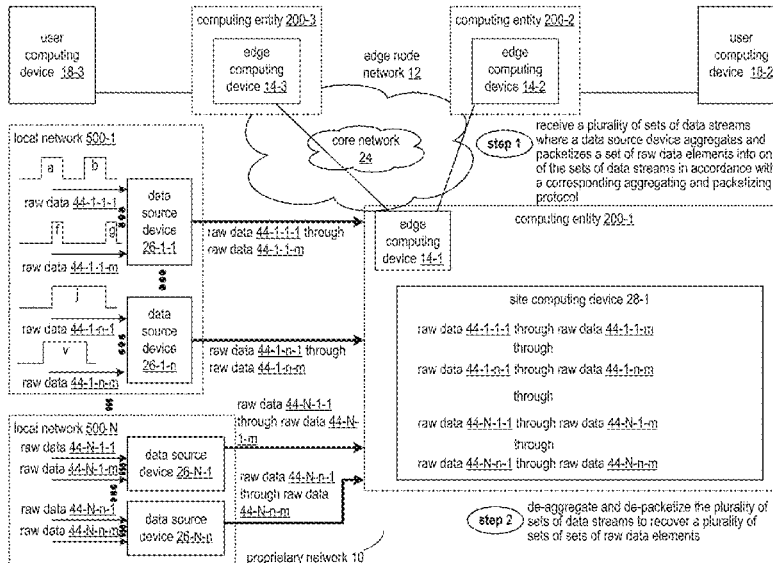 user
computing
device 18-3
computing entity 200-3
edge
computing
device 14-3
edge node
network 12
computing entity 200-2
edge
computing
device 14-2
user
computing
device 18-2
core network
24
step 1
receive a plurality of sets of data streams
where a data source device aggregates and
packetizes a set of raw data elements into on
of the sets of data streams in accordance with
a corresponding aggregating and packetizing
protocol
local network 500-1
a
b
raw data 44-1-1-1
f
g
raw data 44-1-1-m
data
source
device
26-1-1
raw data 44-1-1-1 through
raw data 44-1-1-m
j
raw data 44-1-n-1
v
raw data 44-1-n-m
data
source
device
26-1-n
raw data 44-1-n-1 through
raw data 44-1-n-m
computing entity 200-1
edge
computing
device
14-1
site computing device 28-1
raw data 44-1-1-1 through raw data 44-1-1-m
through
raw data 44-1-n-1 through raw data 44-1-n-m
through
raw data 44-N-1-1 through raw data 44-N-1-m
through
raw data 44-N-n-1 through raw data 44-N-n-m
local network 500-N
raw data 44-N-1-1
raw data 44-N-1-m
data source
device 26-N-1
raw data 44-N-1-1
through raw data 44-N-
1-m
raw data 44-N-n-1
raw data 44-N-n-m
data source
device 26-N-n
raw data 44-N-n-1
through raw data
44-N-n-m
proprietary network 10
step 2
de-aggregate and de-packetize the plurality of
sets of data streams to recover a plurality of
sets of sets of raw data elements